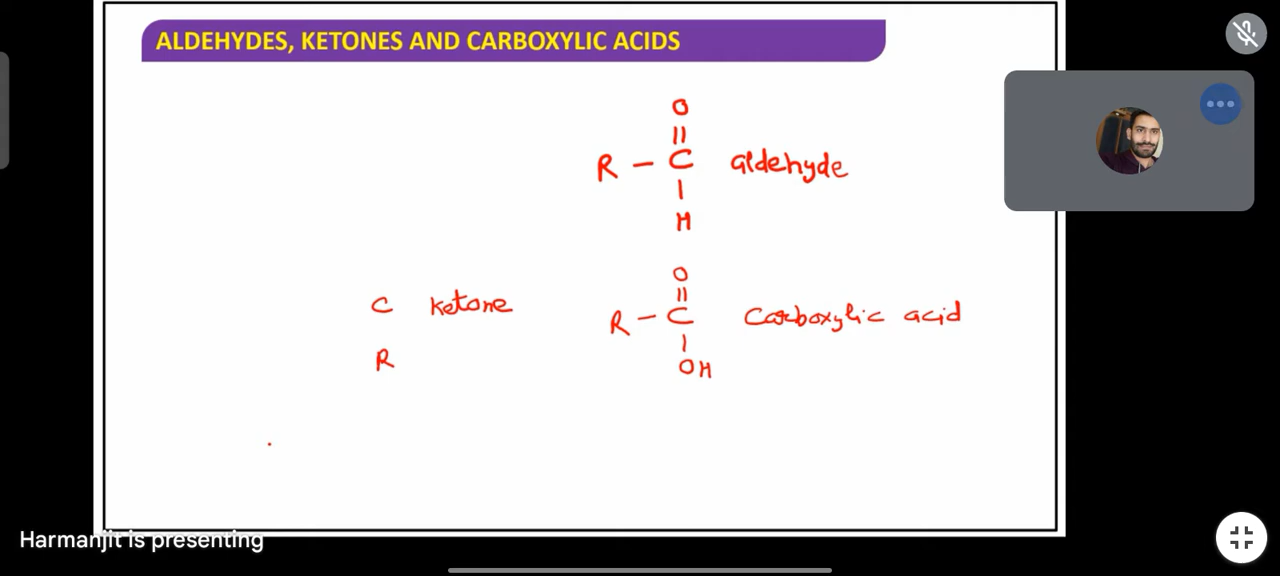 ALDEHYDES, KETONES AND CARBOXYLIC ACIDS
O
||
R - C aldehyde
|
H
O
||
C ketone
R - C Carboxylic acid
|
R
OH
Harmanjit is presenting